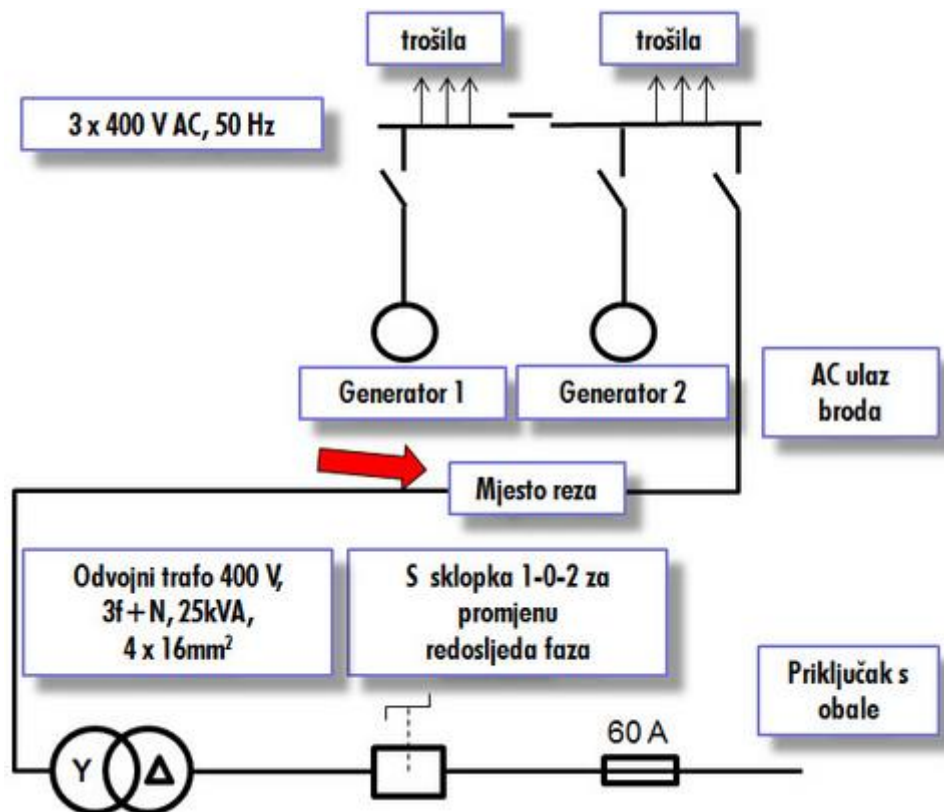 trošila
trošila
3 x 400 V AC, 50 Hz
Generator 1
Generator 2
AC ulaz
broda
Mjesto reza
Odvojni trafo 400 V,
3f+N, 25kVA,
4 x 16mm²
S sklopka 1-0-2 za
promjenu
redosljeda faza
Priključak s
obale
60 A
Y
Δ